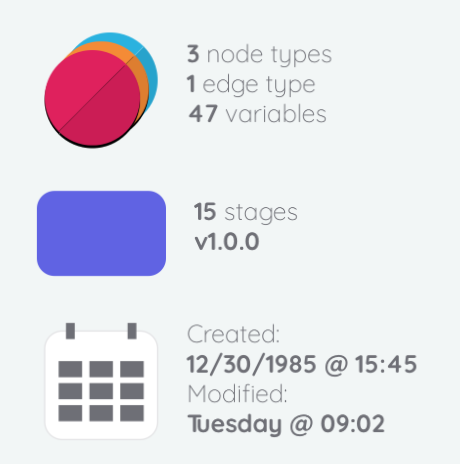 3 node types
1 edge type
47 variables
15 stages
v1.0.0
Created:
12/30/1985 @ 15:45
Modified:
Tuesday @ 09:02